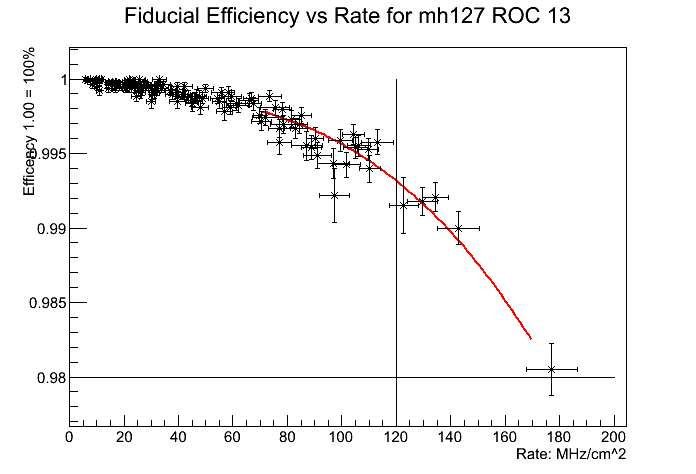 Fiducial Efficiency vs Rate for mh127 ROC 13
Efficency 1.00 = 100%
1
0.995
0.99
0.985
0.98
0 20 40 60 80 100 120 140 160 180 200
Rate: MHz/cm^2